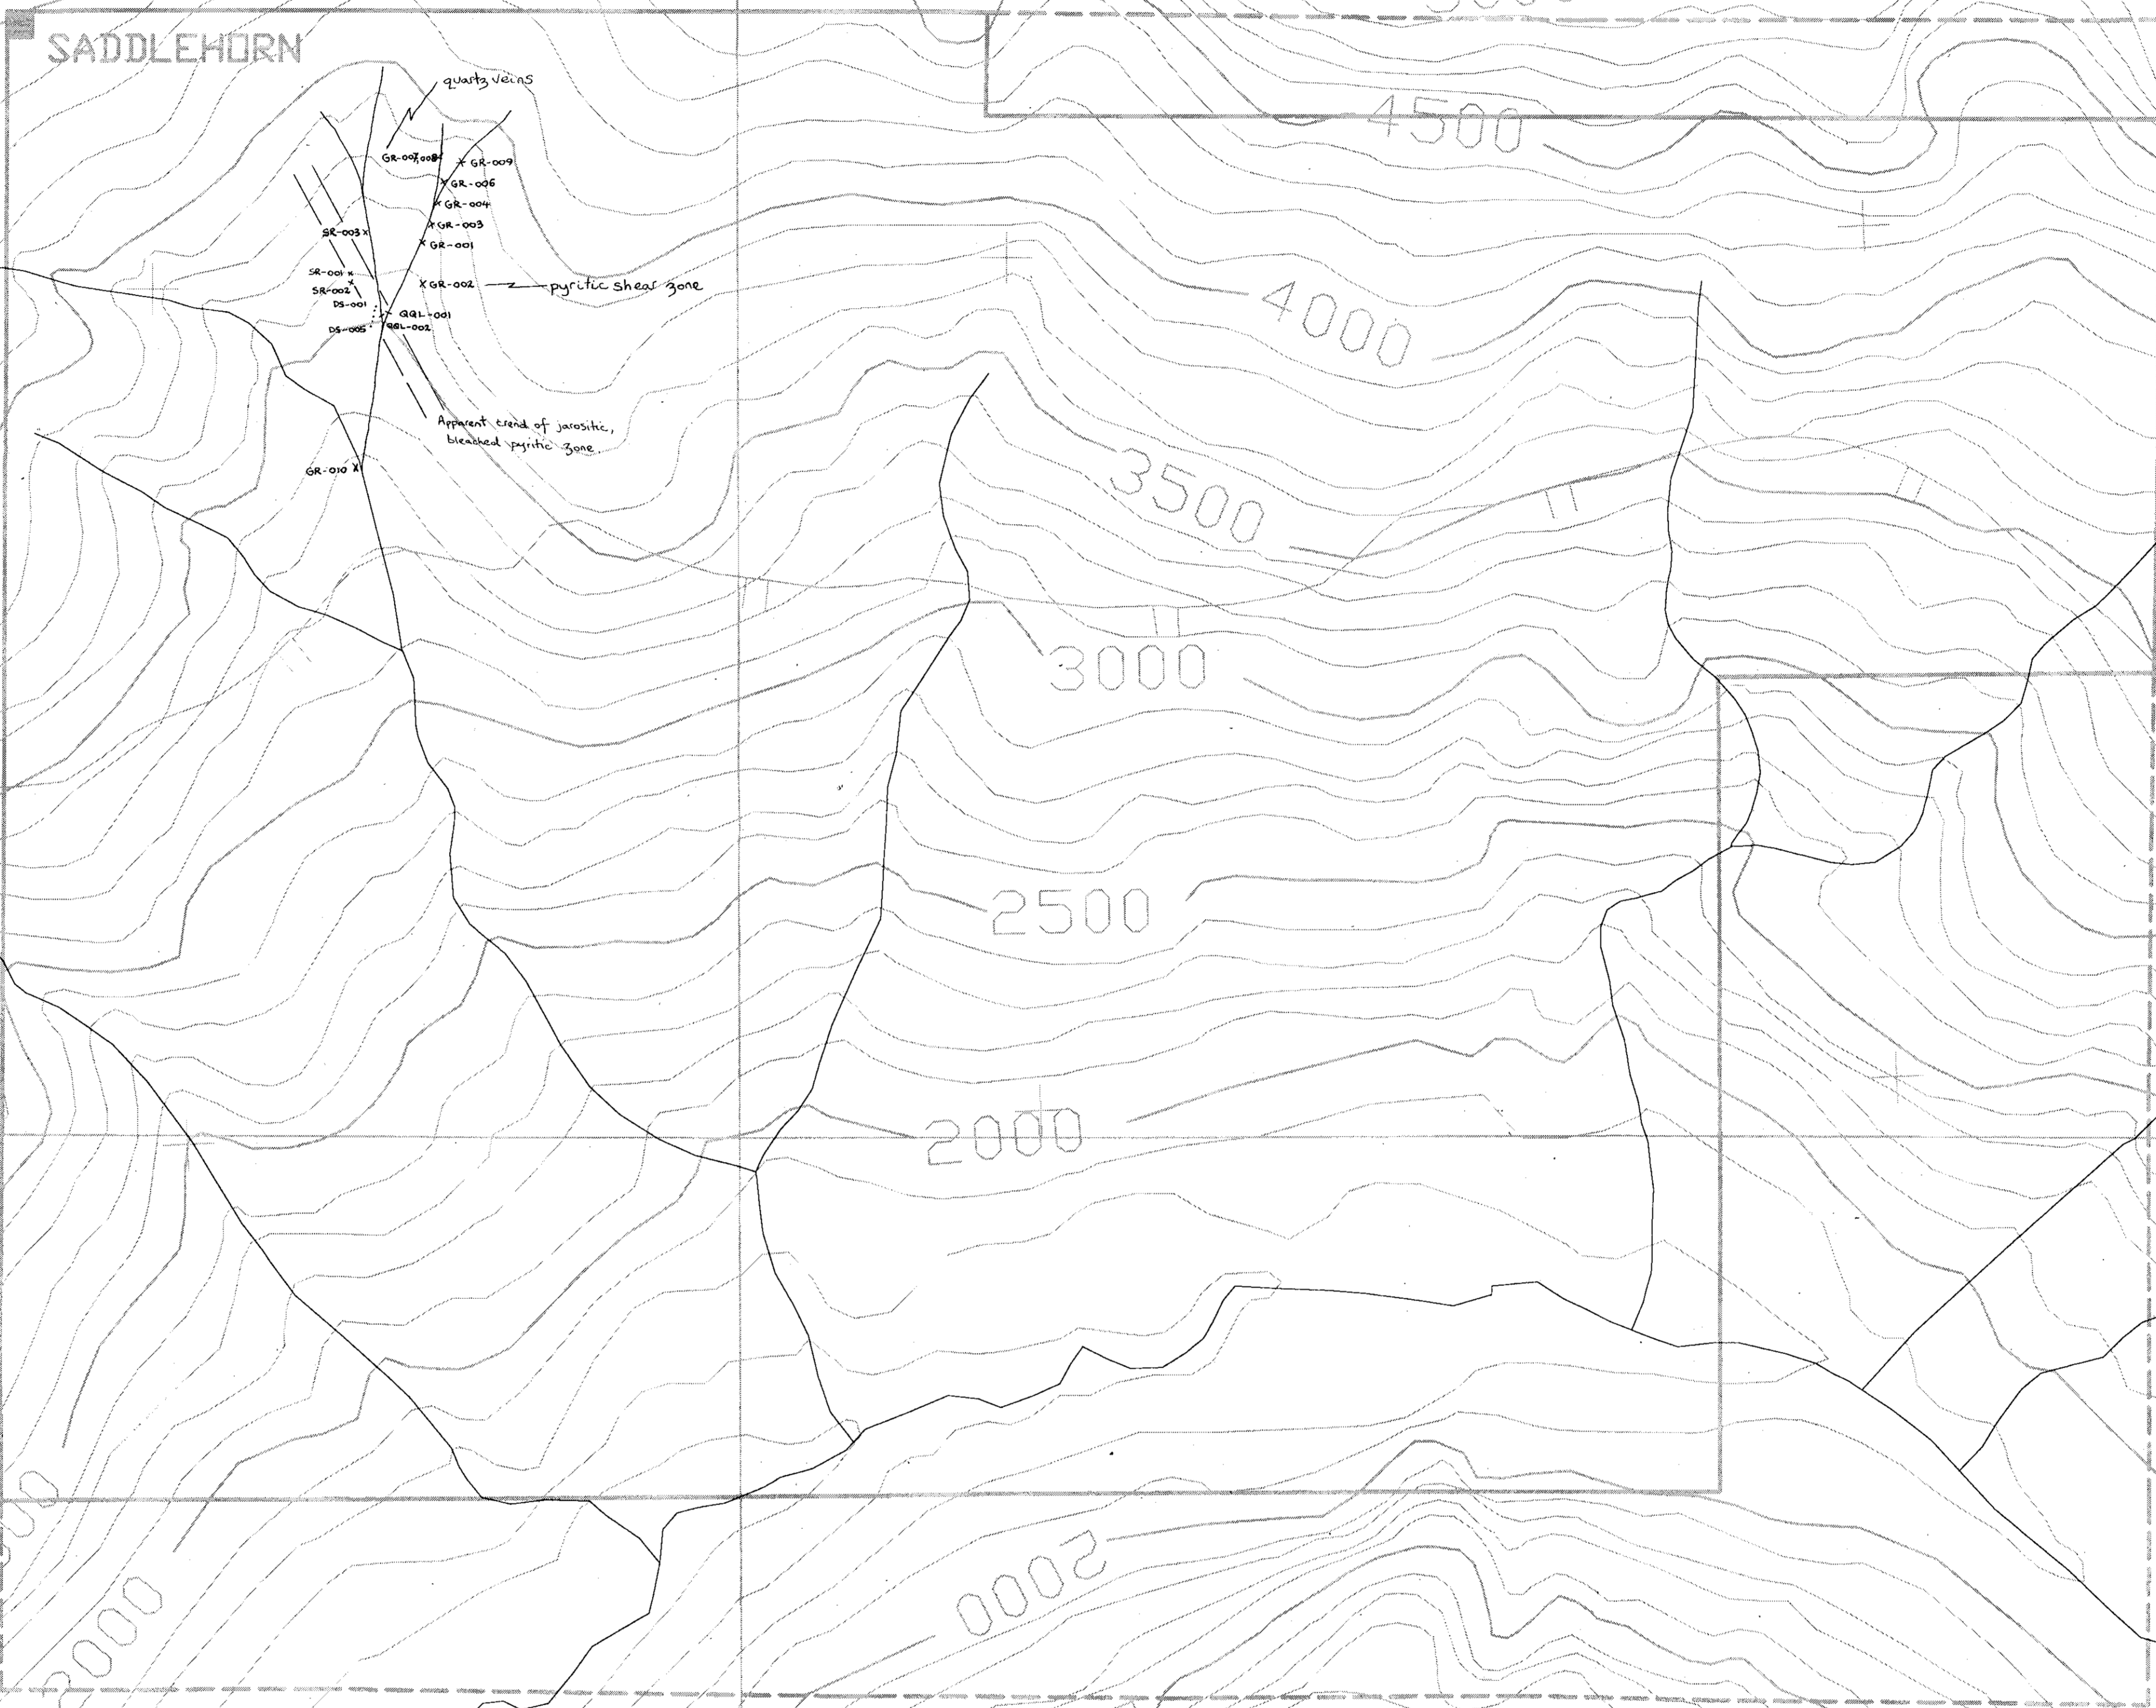 SADDLEHORN
quartz veins
4500
GR-007,008
GR-009
GR-006
GR-004
GR-003
SR-003
GR-001
SR-001
SR-002
GR-002
pyritic shear zone
DS-001
QQL-001
DS-005
QQL-002
4000
Apparent trend of jarositic,
bleached pyritic zone.
GR-010
3500
3000
2500
2000
2000
3000